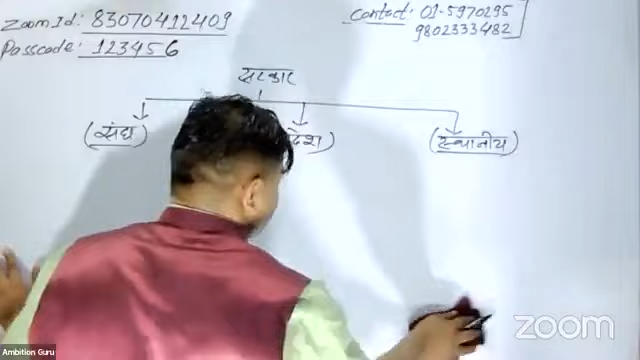 Zoom Id: 83070412409
Passcode: 123456
Contact: 01-5970295
9802333482
सरकार
(संघ)
देश)
(स्थानीय)
zoom
Ambition Guru